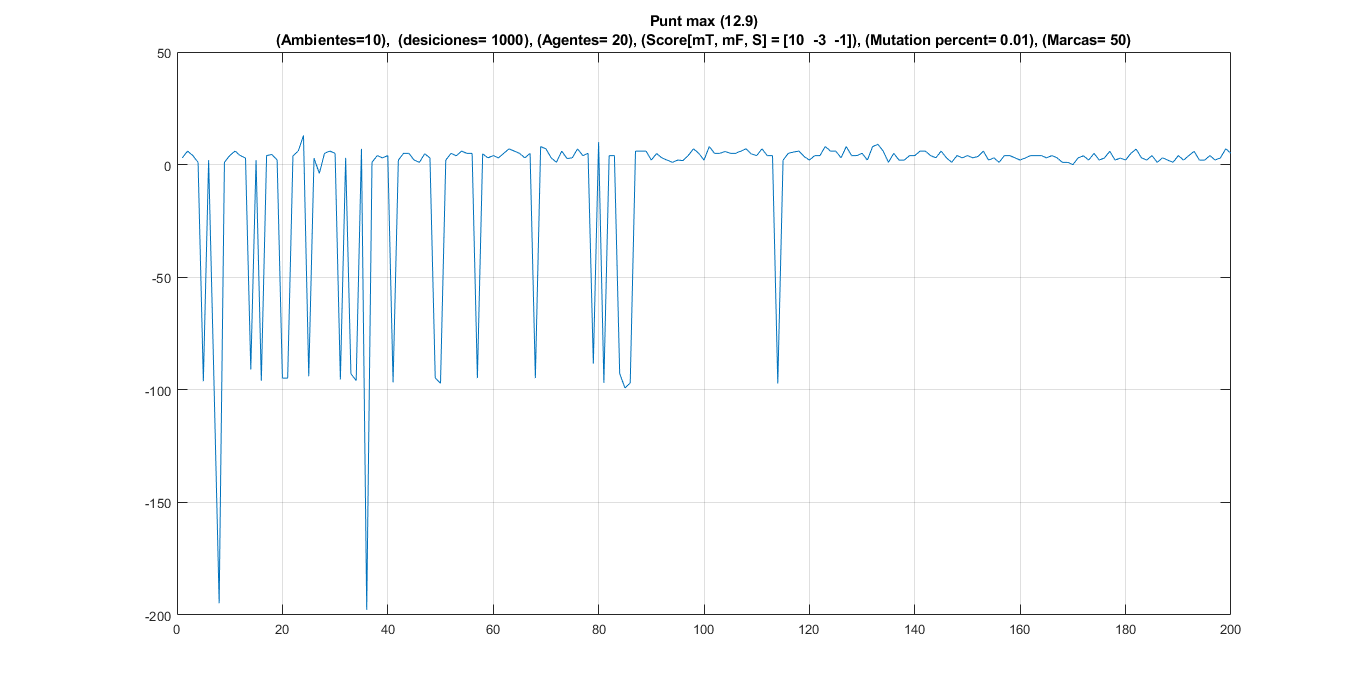 Punt max (12.9)
(Ambientes=10),  (desiciones= 1000), (Agentes= 20), (Score[mT, mF, S] = [10  -3  -1]), (Mutation percent= 0.01), (Marcas= 50)
50
0
-50
-100
-150
-200
0 20 40 60 80 100 120 140 160 180 200